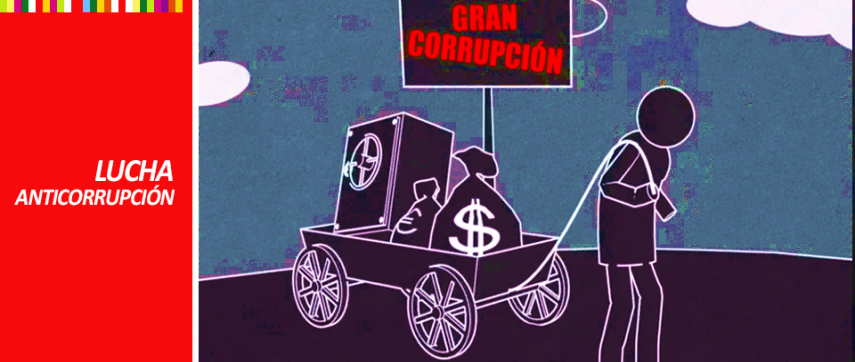 LUCHA
ANTICORRUPCIÓN
GRAN
CORRUPCIÓN
€
$